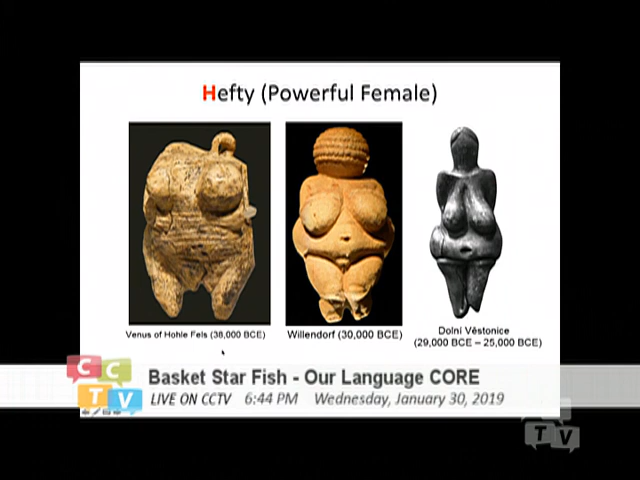 Hefty (Powerful Female)
Venus of Hohle Fels (38,000 BCE)
Willendorf (30,000 BCE)
Dolní Věstonice
(29,000 BCE – 25,000 BCE)
CC
TV
Basket Star Fish - Our Language CORE
LIVE ON CCTV 6:44 PM Wednesday, January 30, 2019
TV